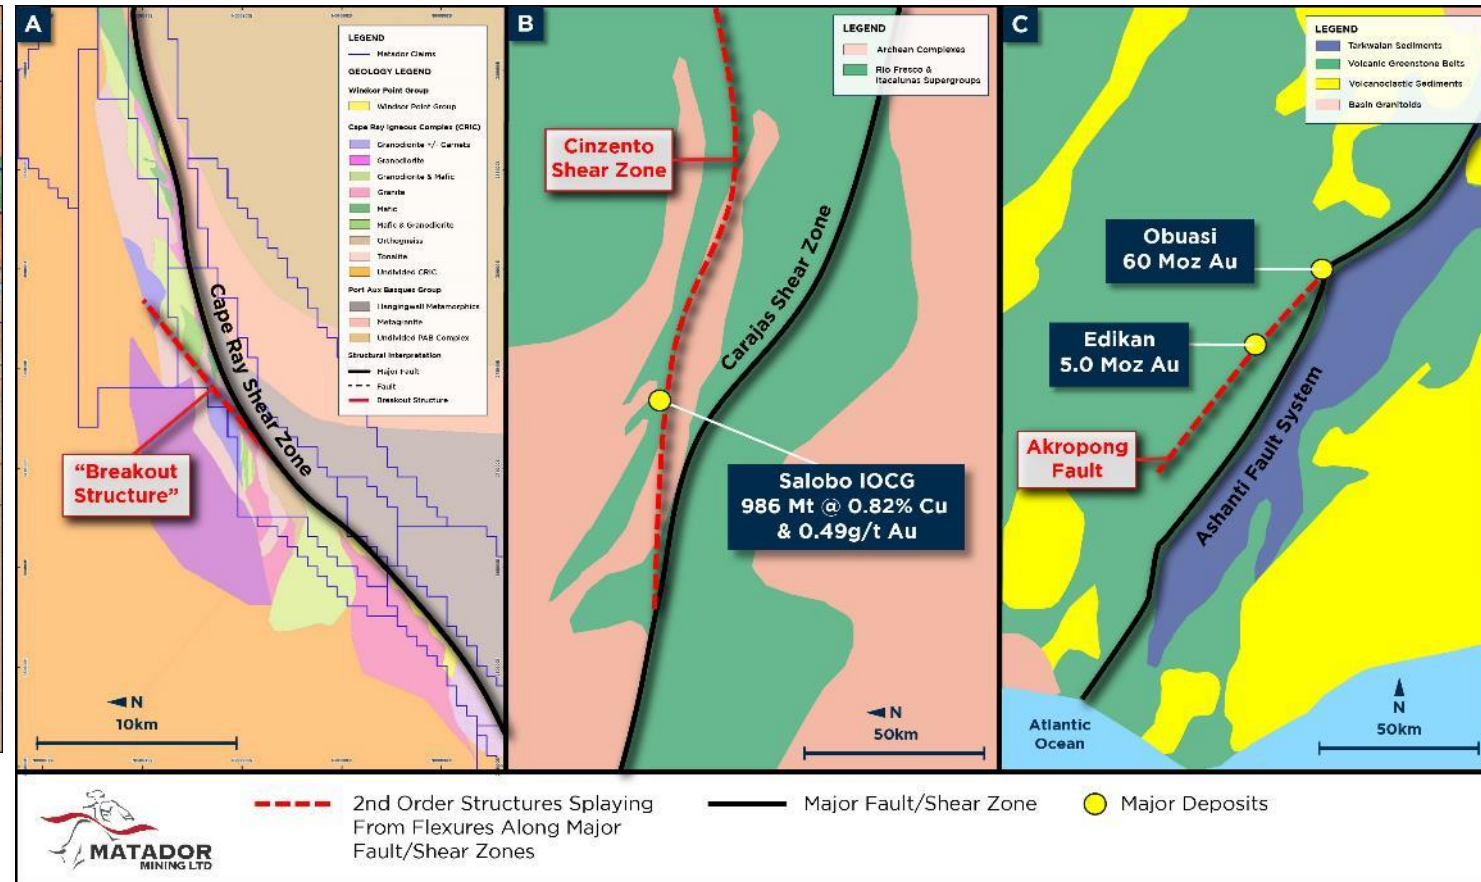 A
LEGEND
Matador Claims
GEOLOGY LEGEND
Windsor Point Group
Windsor Point Group
Cape Ray Igneous Complex (CRIC)
Granodiorite +/- Garnets
Granodiorite
Granodiorite & Mafic
Granite
Mafic
Mafic & Granodiorite
Orthogneiss
Tonalite
Undivided CRIC
Port Aux Basques Group
Hangingwall Metamorphics
Metagranite
Undivided PAB Complex
Structural Interpretation
Major Fault
Fault
Breakout Structure
Cape Ray Shear Zone
"Breakout
Structure"
N
10km
B
LEGEND
Archean Complexes
Rio Fresco &
Itacaiunas Supergroups
Cinzento
Shear Zone
Carajas Shear Zone
Salobo IOCG
986 Mt @ 0.82% Cu
& 0.49g/t Au
N
50km
C
LEGEND
Tarkwaian Sediments
Volcanic Greenstone Belts
Volcanoclastic Sediments
Basin Granitoids
Obuasi
60 Moz Au
Edikan
5.0 Moz Au
Akropong
Fault
Ashanti Fault System
Atlantic
Ocean
N
50km
MATADOR
MINING LTD
2nd Order Structures Splaying
From Flexures Along Major
Fault/Shear Zones
Major Fault/Shear Zone
Major Deposits